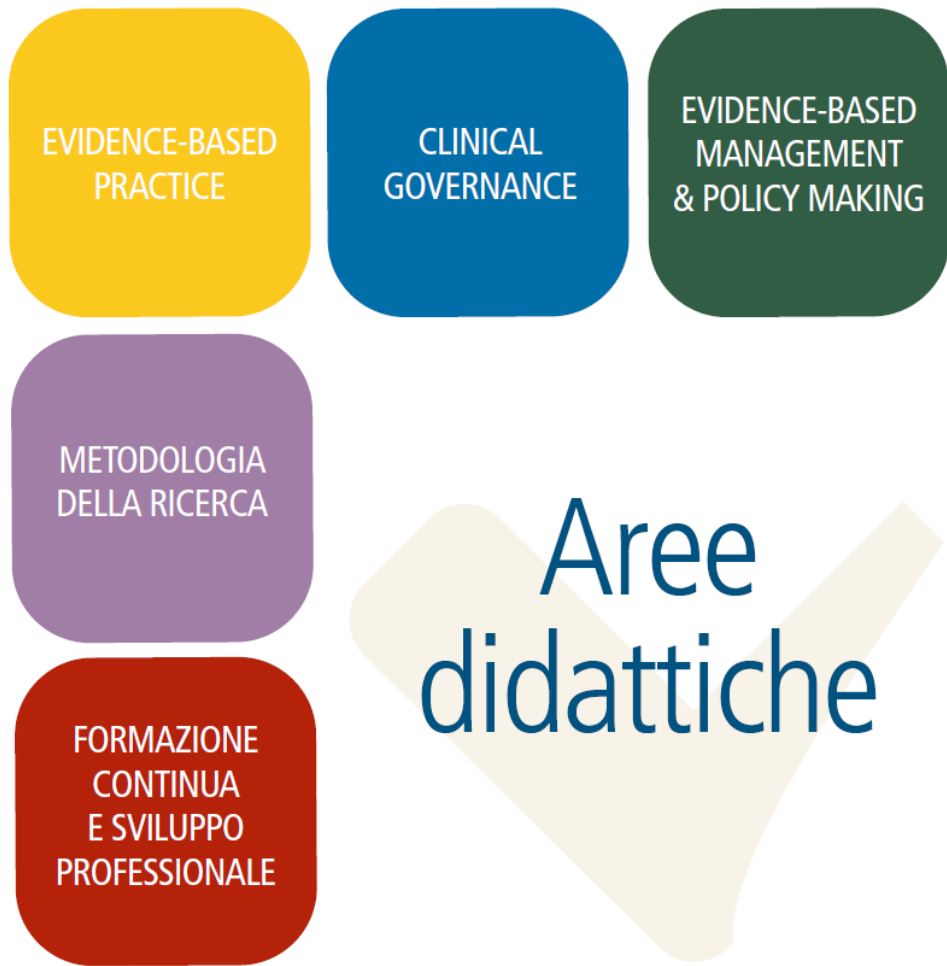 EVIDENCE-BASED
PRACTICE
CLINICAL
GOVERNANCE
EVIDENCE-BASED
MANAGEMENT
& POLICY MAKING
METODOLOGIA
DELLA RICERCA
Aree
didattiche
FORMAZIONE
CONTINUA
E SVILUPPO
PROFESSIONALE